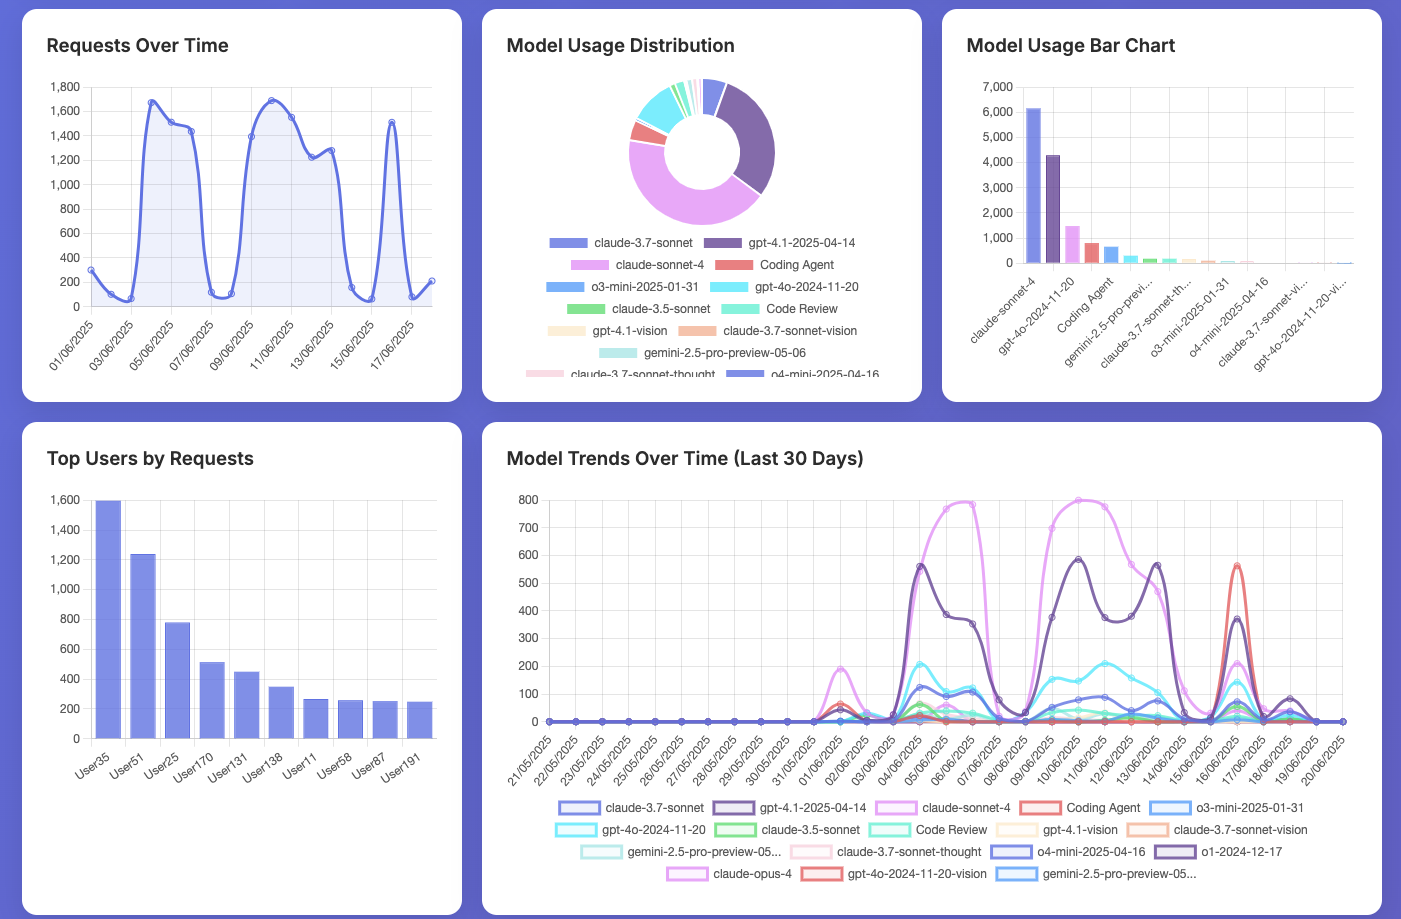 Requests Over Time
1,800
1,600
1,400
1,200
1,000
800
600
400
200
0
01/06/2025
03/06/2025
05/06/2025
07/06/2025
09/06/2025
11/06/2025
13/06/2025
15/06/2025
17/06/2025
Model Usage Distribution
claude-3.7-sonnet gpt-4.1-2025-04-14
claude-sonnet-4 Coding Agent
o3-mini-2025-01-31 gpt-4o-2024-11-20
claude-3.5-sonnet Code Review
gpt-4.1-vision claude-3.7-sonnet-vision
gemini-2.5-pro-preview-05-06
claude-3.7-sonnet-thought o4-mini-2025-04-16
Model Usage Bar Chart
7,000
6,000
5,000
4,000
3,000
2,000
1,000
0
claude-sonnet-4
gpt-4o-2024-11-20
Coding Agent
gemini-2.5-pro-previ...
claude-3.7-sonnet-th...
o3-mini-2025-01-31
o4-mini-2025-04-16
claude-3.7-sonnet-vi...
gpt-4o-2024-11-20-vi...
Top Users by Requests
1,600
1,400
1,200
1,000
800
600
400
200
0
User35
User51
User25
User170
User131
User138
User11
User58
User87
User191
Model Trends Over Time (Last 30 Days)
800
700
600
500
400
300
200
100
0
21/05/2025
22/05/2025
23/05/2025
24/05/2025
25/05/2025
26/05/2025
27/05/2025
28/05/2025
29/05/2025
30/05/2025
31/05/2025
01/06/2025
02/06/2025
03/06/2025
04/06/2025
05/06/2025
06/06/2025
07/06/2025
08/06/2025
09/06/2025
10/06/2025
11/06/2025
12/06/2025
13/06/2025
14/06/2025
15/06/2025
16/06/2025
17/06/2025
18/06/2025
19/06/2025
20/06/2025
claude-3.7-sonnet gpt-4.1-2025-04-14 claude-sonnet-4 Coding Agent o3-mini-2025-01-31
gpt-4o-2024-11-20 claude-3.5-sonnet Code Review gpt-4.1-vision claude-3.7-sonnet-vision
gemini-2.5-pro-preview-05... claude-3.7-sonnet-thought o4-mini-2025-04-16 o1-2024-12-17
claude-opus-4 gpt-4o-2024-11-20-vision gemini-2.5-pro-preview-05...